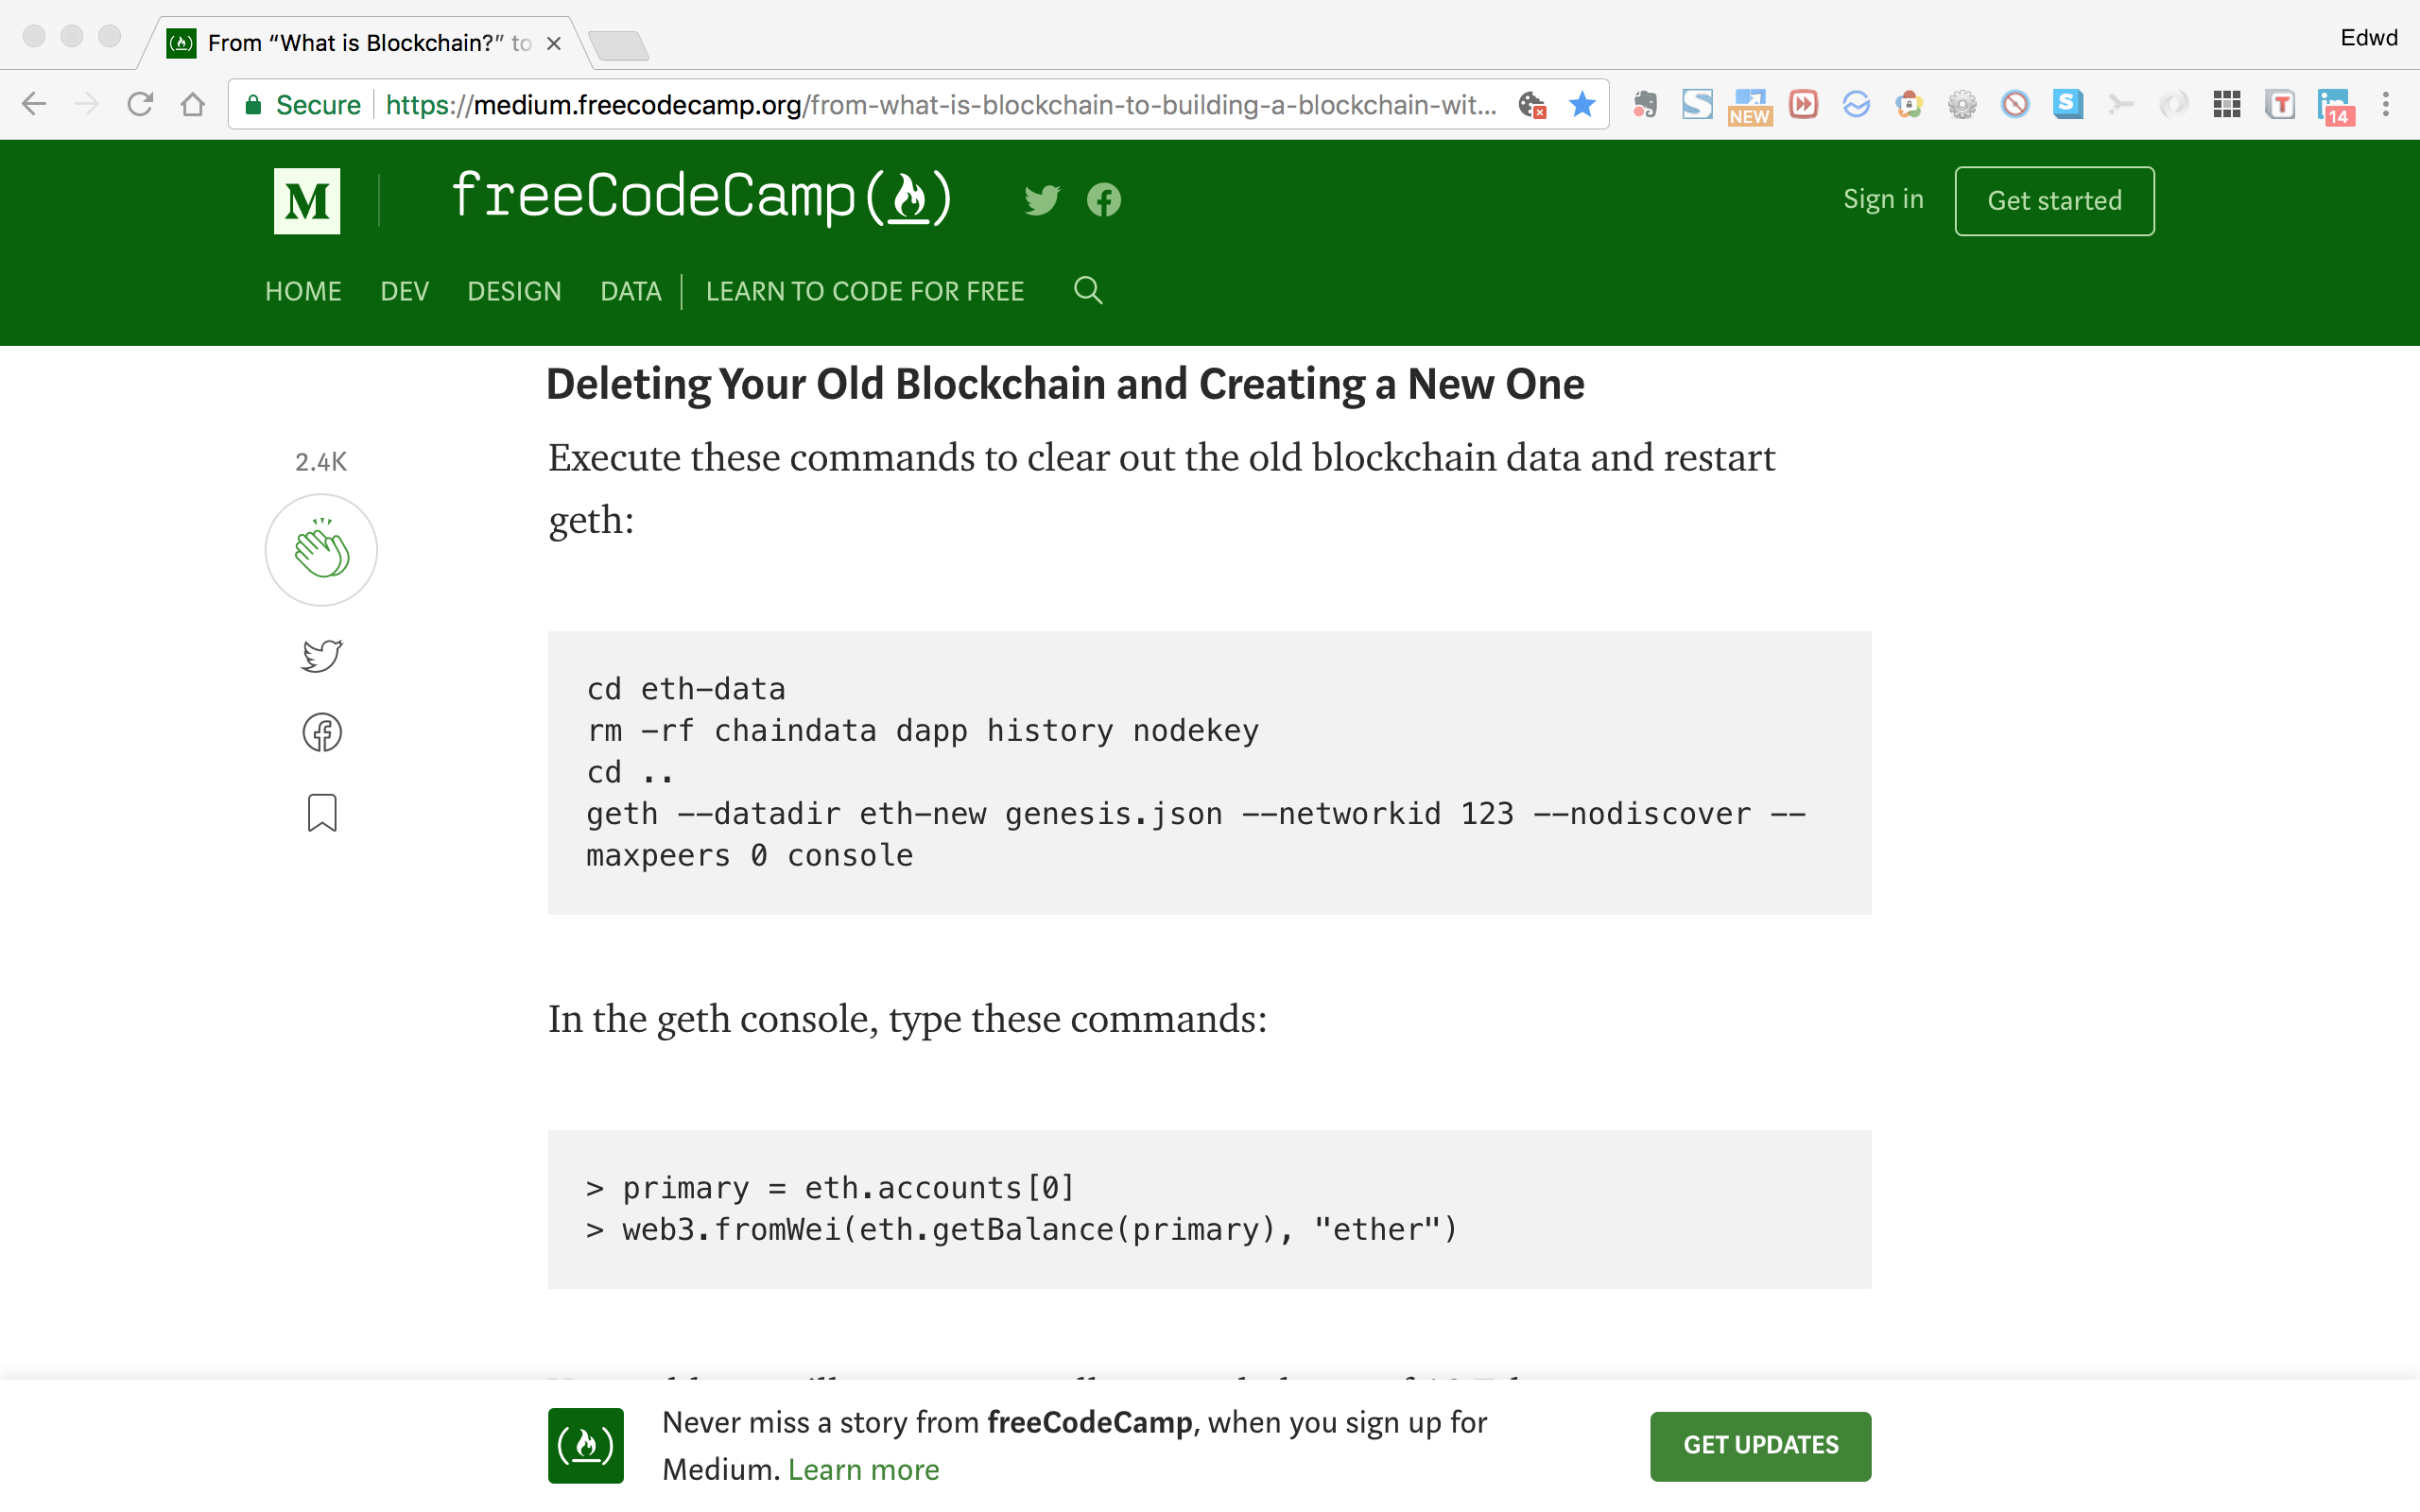 From “What is Blockchain?” to
Edwd
Secure https://medium.freecodecamp.org/from-what-is-blockchain-to-building-a-blockchain-wit...
NEW
14
M freeCodeCamp
Sign in
Get started
HOME DEV DESIGN DATA LEARN TO CODE FOR FREE
Deleting Your Old Blockchain and Creating a New One
Execute these commands to clear out the old blockchain data and restart
geth:
2.4K
cd eth-data
rm -rf chaindata dapp history nodekey
cd ..
geth --datadir eth-new genesis.json --networkid 123 --nodiscover --
maxpeers 0 console
In the geth console, type these commands:
> primary = eth.accounts[0]
> web3.fromWei(eth.getBalance(primary), "ether")
Never miss a story from freeCodeCamp, when you sign up for
Medium. Learn more
GET UPDATES